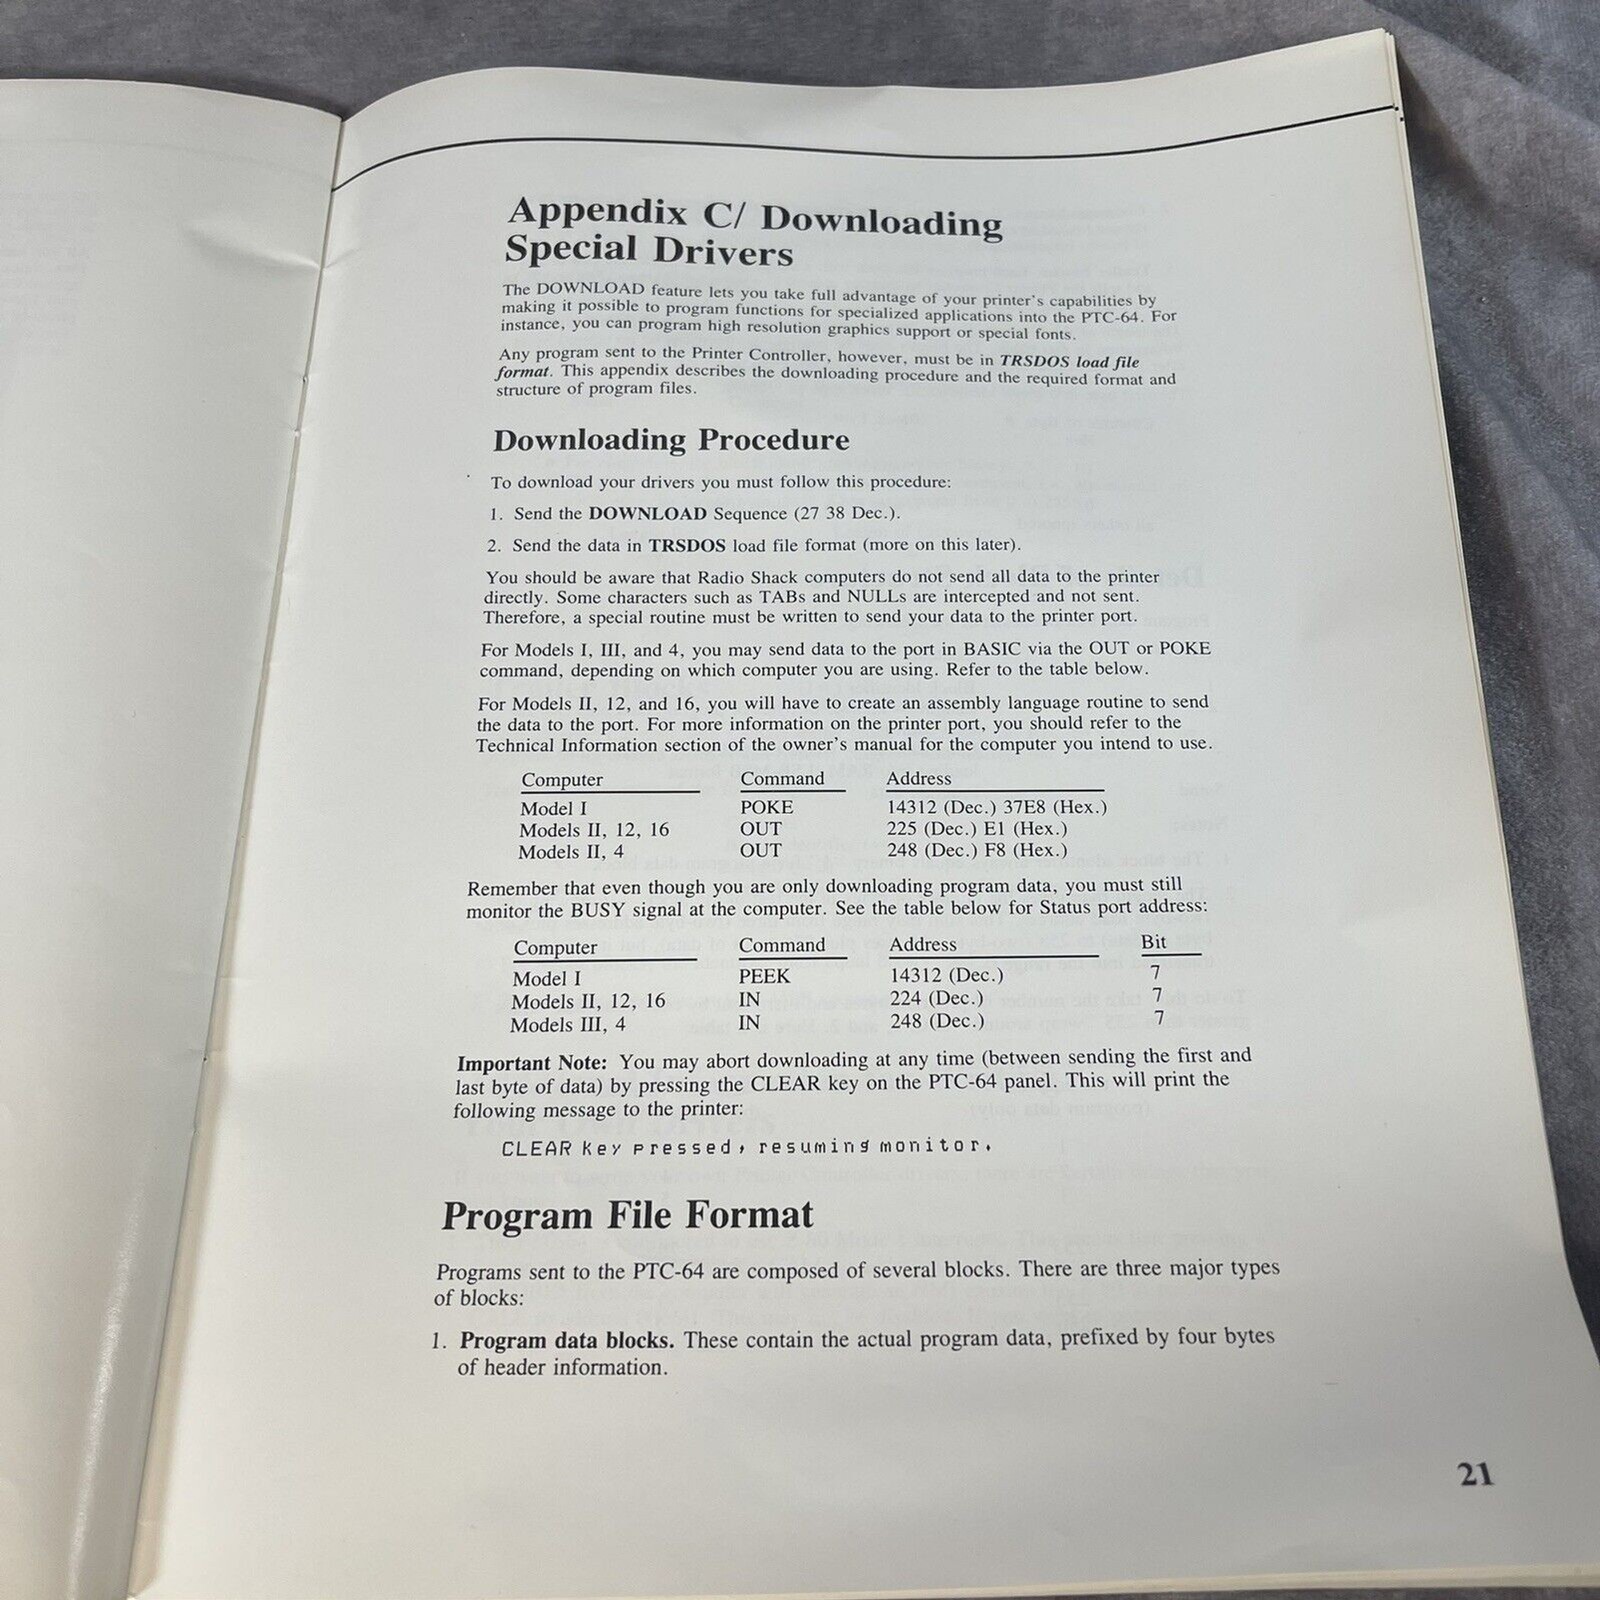 Appendix C/ Downloading
Special Drivers
The DOWNLOAD feature lets you take full advantage of your printer's capabilities by
making it possible to program functions for specialized applications into the PTC-64. For
instance, you can program high resolution graphics support or special fonts.
Any program sent to the Printer Controller, however, must be in TRSDOS load file
format. This appendix describes the downloading procedure and the required format and
structure of program files.
Downloading Procedure
To download your drivers you must follow this procedure:
1. Send the DOWNLOAD Sequence (27 38 Dec.).
2. Send the data in TRSDOS load file format (more on this later).
You should be aware that Radio Shack computers do not send all data to the printer
directly. Some characters such as TABs and NULLs are intercepted and not sent.
Therefore, a special routine must be written to send your data to the printer port.
For Models I, III, and 4, you may send data to the port in BASIC via the OUT or POKE
command, depending on which computer you are using. Refer to the table below.
For Models II, 12, and 16, you will have to create an assembly language routine to send
the data to the port. For more information on the printer port, you should refer to the
Technical Information section of the owner's manual for the computer you intend to use.
Computer Command Address
Model I POKE 14312 (Dec.) 37E8 (Hex.)
Models II, 12, 16 OUT 225 (Dec.) E1 (Hex.)
Models II, 4 OUT 248 (Dec.) F8 (Hex.)
Remember that even though you are only downloading program data, you must still
monitor the BUSY signal at the computer. See the table below for Status port address:
Computer Command Address Bit
Model I PEEK 14312 (Dec.) 7
Models II, 12, 16 IN 224 (Dec.) 7
Models III, 4 IN 248 (Dec.) 7
Important Note: You may abort downloading at any time (between sending the first and
last byte of data) by pressing the CLEAR key on the PTC-64 panel. This will print the
following message to the printer:
CLEAR Key pressed, resuming monitor.
Program File Format
Programs sent to the PTC-64 are composed of several blocks. There are three major types
of blocks:
1. Program data blocks. These contain the actual program data, prefixed by four bytes
of header information.
21